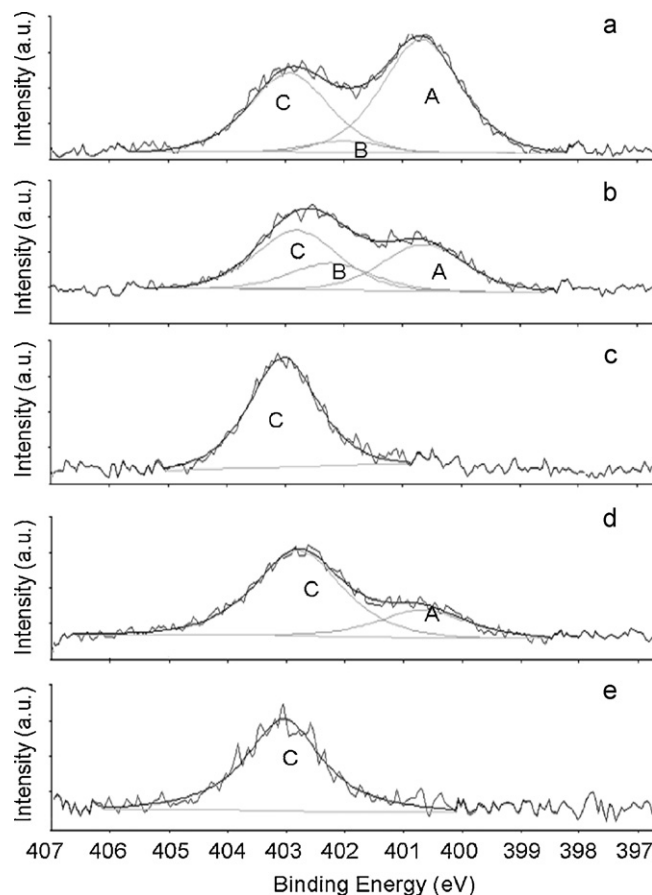 a
Intensity (a.u.)
C
A
B
b
Intensity (a.u.)
C
B
A
c
Intensity (a.u.)
C
d
Intensity (a.u.)
C
A
e
Intensity (a.u.)
C
407 406 405 404 403 402 401 400 399 398 397
Binding Energy (eV)